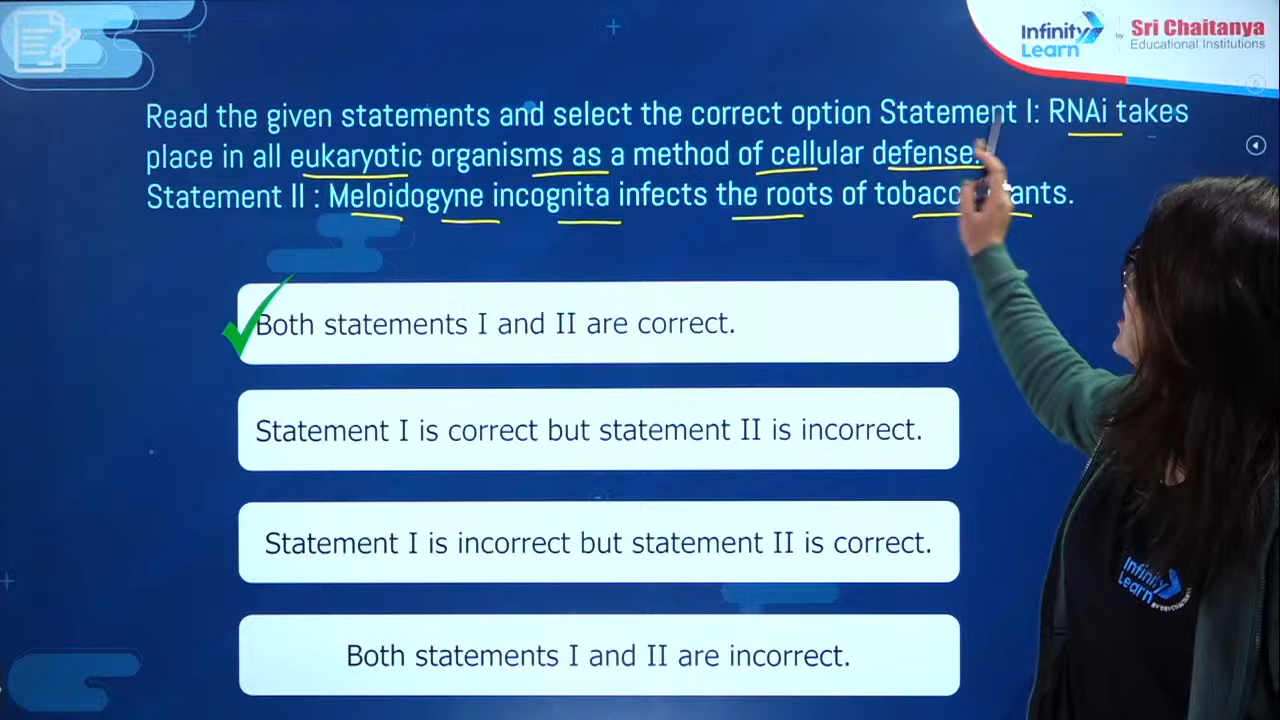 Infinity
Learn
by
Sri Chaitanya
Educational Institutions
Read the given statements and select the correct option Statement I: RNAi takes
place in all eukaryotic organisms as a method of cellular defense.
Statement II : Meloidogyne incognita infects the roots of tobacco plants.
Both statements I and II are correct.
Statement I is correct but statement II is incorrect.
Statement I is incorrect but statement II is correct.
Both statements I and II are incorrect.
Infinity
Learn